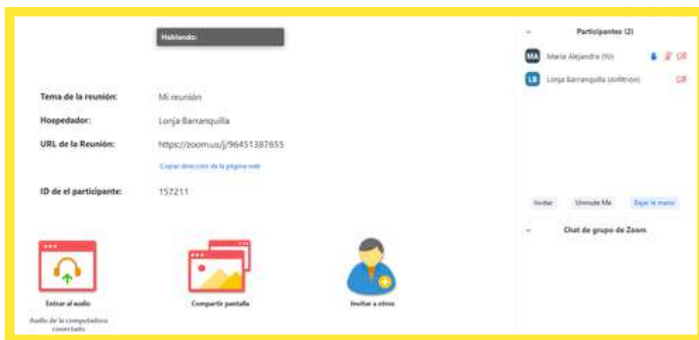 Hablando:
Tema de la reunión: Mi reunión
Hospedador: Lonja Barranquilla
URL de la Reunión: https://zoom.us/j/96451387655
Copiar dirección de la página web
ID de el participante: 157211
Entrar al audio
Audio de la computadora conectado
Compartir pantalla
Invitar a otros
Participantes (2)
MA Maria Alejandra (Yo)
LB Lonja Barranquilla (Anfitrión)
Invitar Unmute Me Bajar la mano
Chat de grupo de Zoom